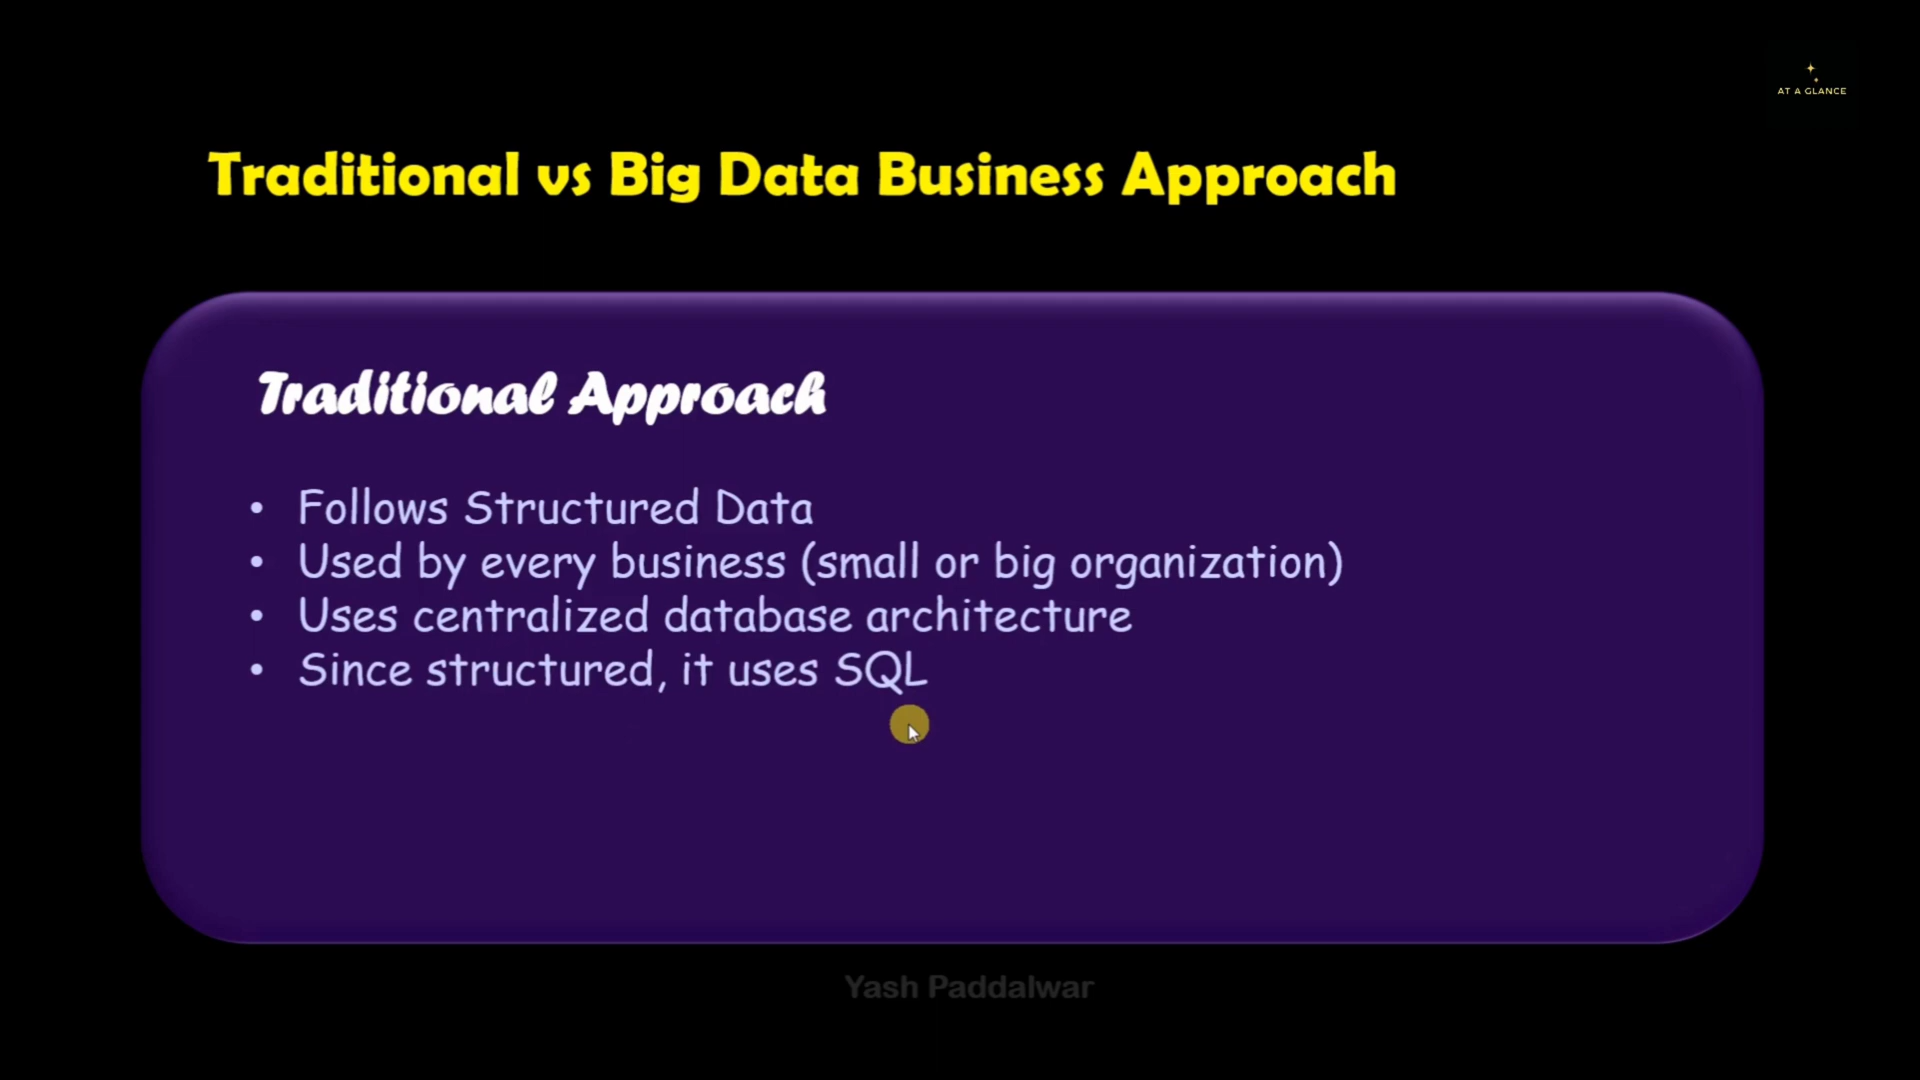 AT A GLANCE
Traditional vs Big Data Business Approach
Traditional Approach
• Follows Structured Data
• Used by every business (small or big organization)
• Uses centralized database architecture
• Since structured, it uses SQL
Yash Paddalwar